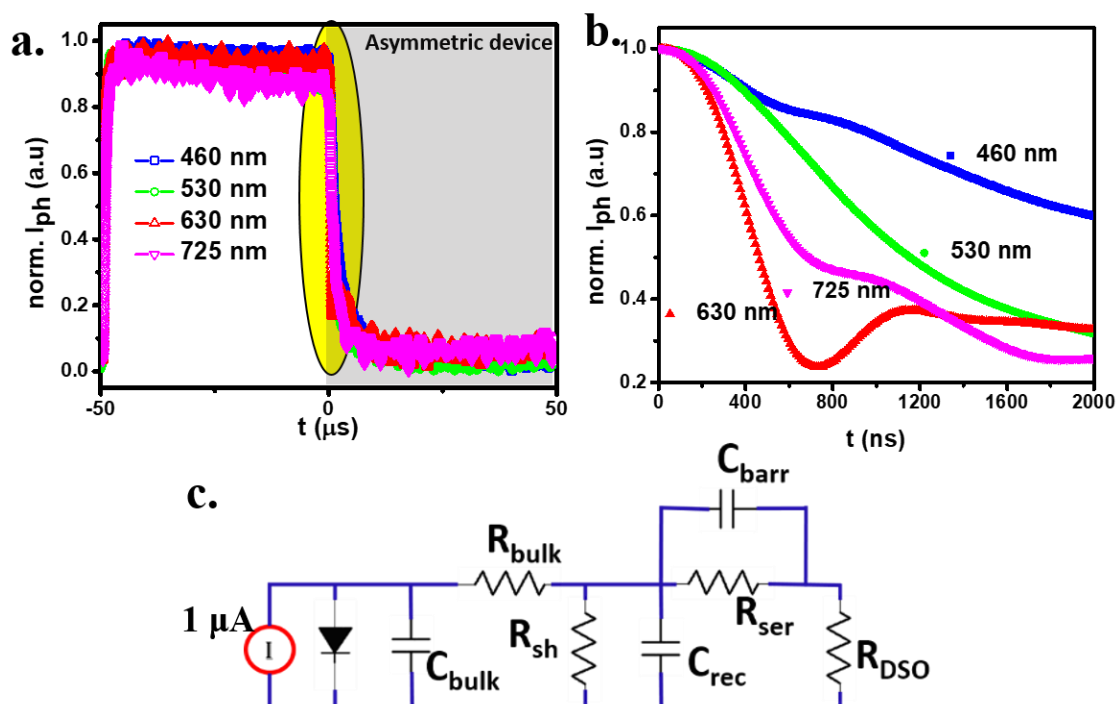 a.
Asymmetric device
norm. Iph (a.u)
1.0
0.8
0.6
0.4
0.2
0.0
460 nm
530 nm
630 nm
725 nm
-50
0
50
t (μs)
b.
norm. Iph (a.u)
1.0
0.8
0.6
0.4
0.2
460 nm
530 nm
725 nm
630 nm
0
400
800
1200
1600
2000
t (ns)
c.
Cbarr
Rbulk
Rser
1 μA
I
Cbulk
Rsh
Crec
RDSO